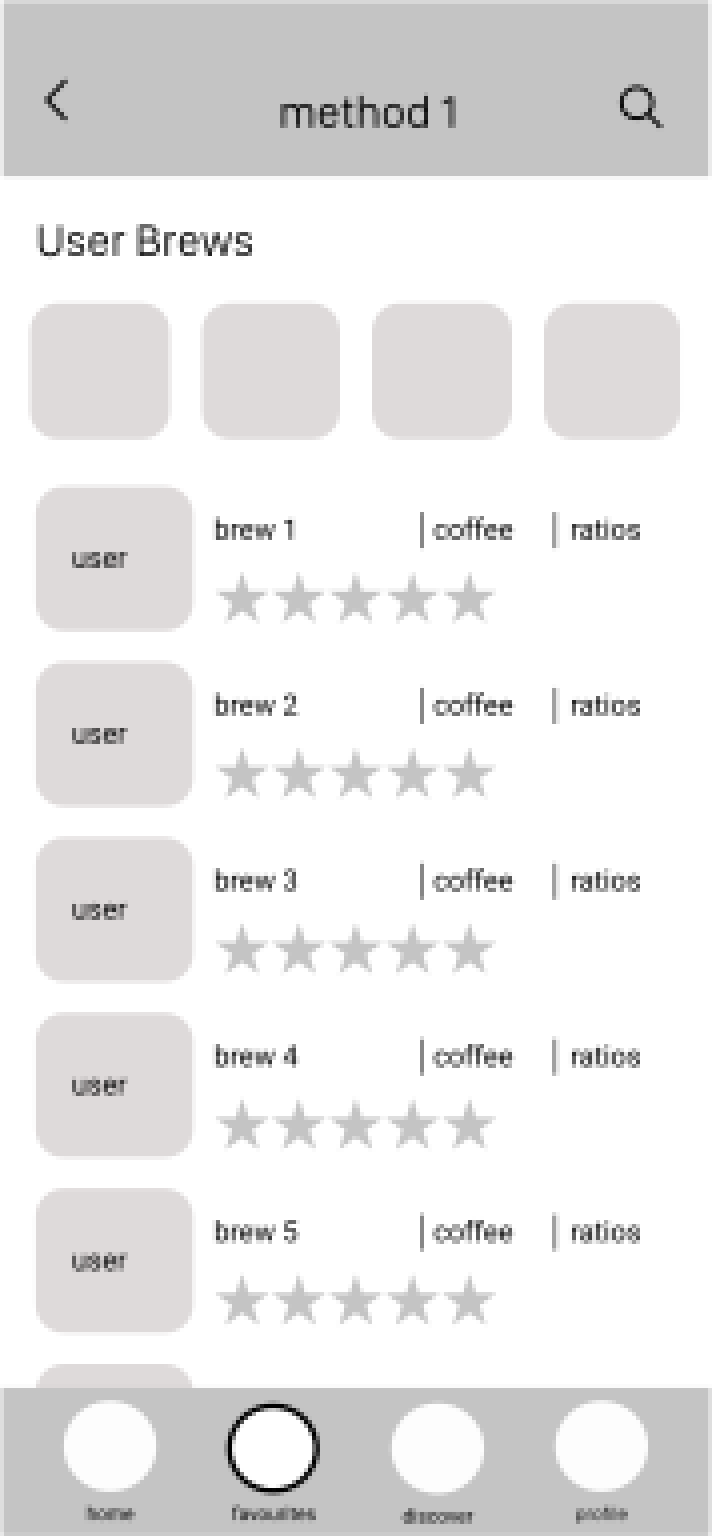 method 1
User Brews
user
brew 1 | coffee | ratios
user
brew 2 | coffee | ratios
user
brew 3 | coffee | ratios
user
brew 4 | coffee | ratios
user
brew 5 | coffee | ratios
home favourites discover profile